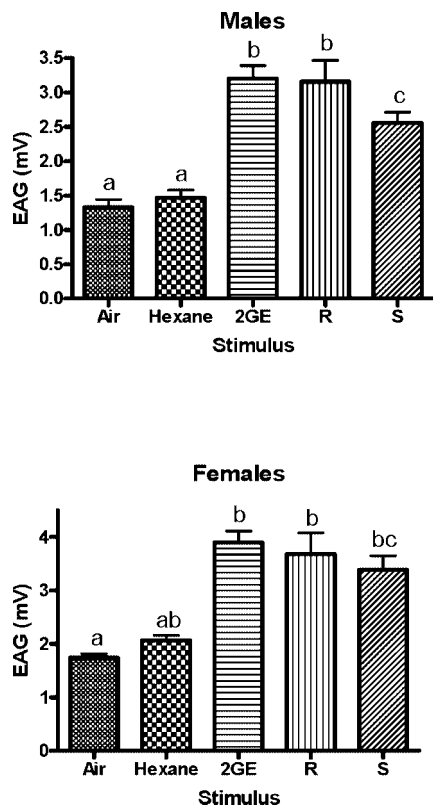 Males
EAG (mV)
3.5
3.0
2.5
2.0
1.5
1.0
0.5
0.0
a a b b c
Air Hexane 2GE R S
Stimulus
Females
EAG (mV)
4
3
2
1
0
a ab b b bc
Air Hexane 2GE R S
Stimulus